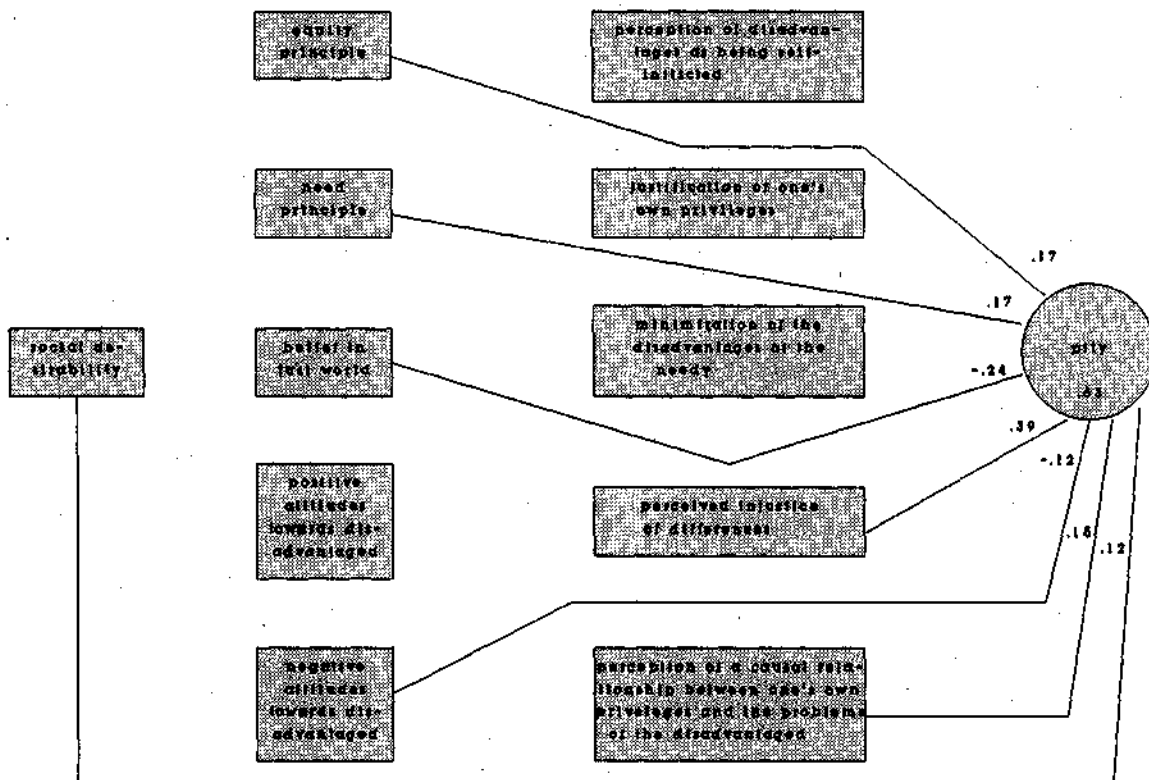 equity
principle
perception of disadvan-
tages as being self-
inflicted
need
principle
justification of one's
own privileges
.17
.17
social de-
sirability
belief in
just world
minimization of the
disadvantages of the
needy
pity
.63
-.24
.39
-.12
positive
attitudes
towards dis-
advantaged
perceived injustice
of differences
.12
negative
attitudes
towards dis-
advantaged
perception of a causal rela-
tionship between one's own
priveleges and the problems
of the disadvantaged